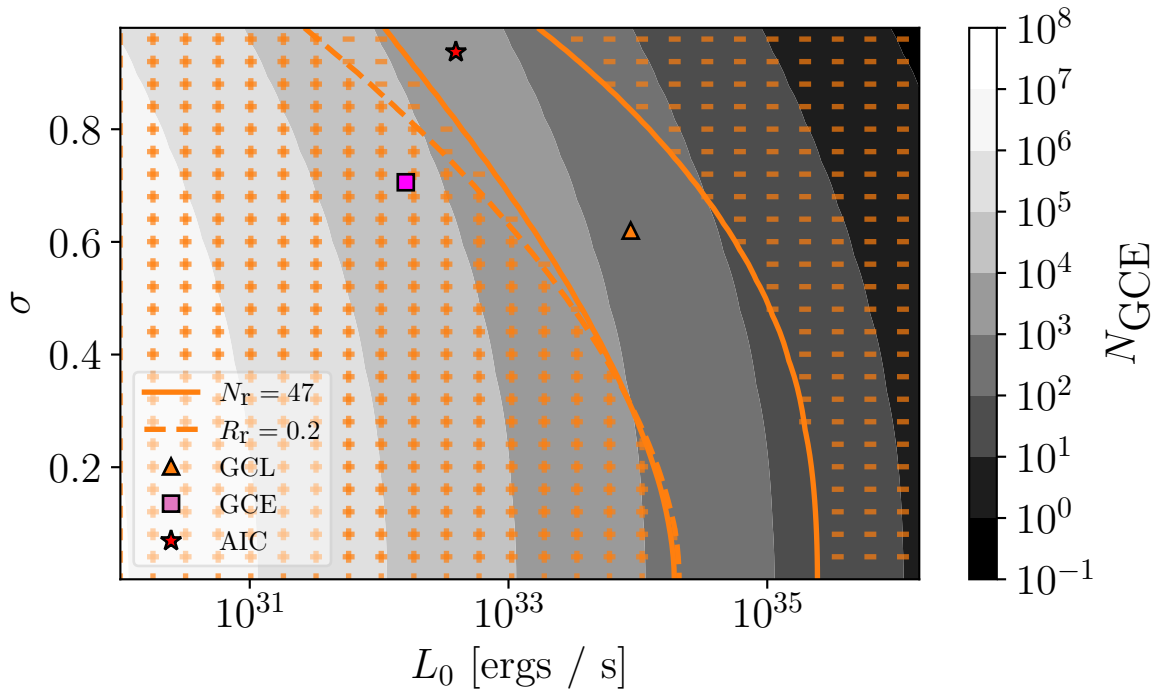 σ
0.8
0.6
0.4
0.2
10^31
10^33
10^35
L_0 [ergs / s]
N_r = 47
R_r = 0.2
GCL
GCE
AIC
10^8
10^7
10^6
10^5
10^4
10^3
10^2
10^1
10^0
10^−1
N_GCE